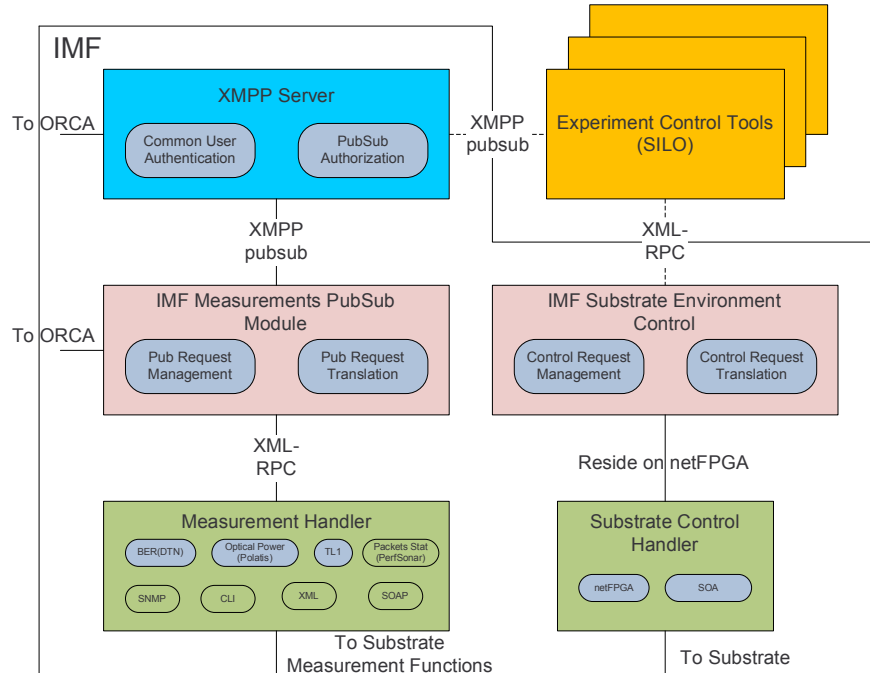 IMF
XMPP Server
To ORCA
Common User
Authentication
PubSub
Authorization
XMPP
pubsub
Experiment Control Tools
(SILO)
XMPP
pubsub
XML-
RPC
IMF Measurements PubSub
Module
To ORCA
Pub Request
Management
Pub Request
Translation
IMF Substrate Environment
Control
Control Request
Management
Control Request
Translation
XML-
RPC
Reside on netFPGA
Measurement Handler
BER(DTN)
Optical Power
(Polatis)
TL1
Packets Stat
(PerfSonar)
SNMP
CLI
XML
SOAP
Substrate Control
Handler
netFPGA
SOA
To Substrate
Measurement Functions
To Substrate